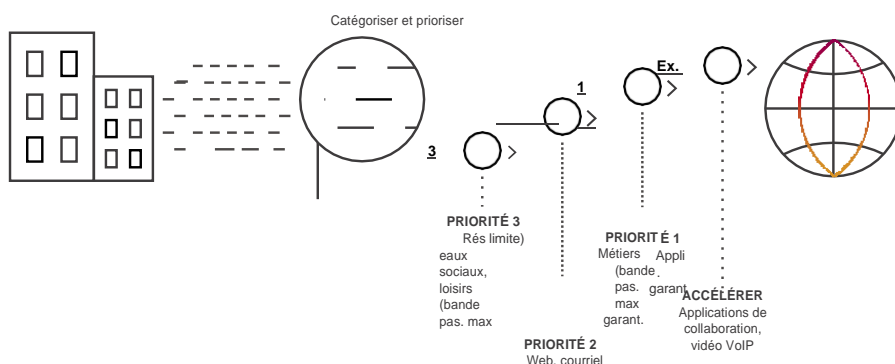 Catégoriser et prioriser
Ex.
1
3
PRIORITÉ 3
Rés limite)
eaux
sociaux,
loisirs
(bande
pas. max
PRIORITÉ 2
Web, courriel
PRIORIT É 1
Métiers Appli
(bande .
pas. garant
max
garant.
ACCÉLÉRER
Applications de
collaboration,
vidéo VoIP